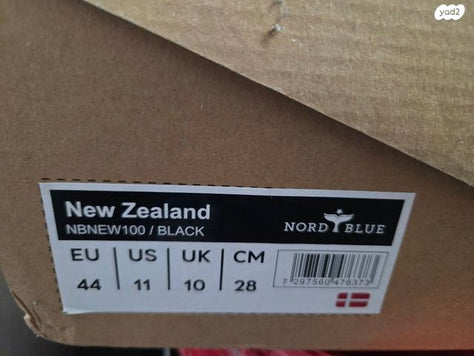 yad2
New Zealand
NBNEW100 / BLACK
NORD BLUE
EU US UK CM
44 11 10 28
7 297560 476373